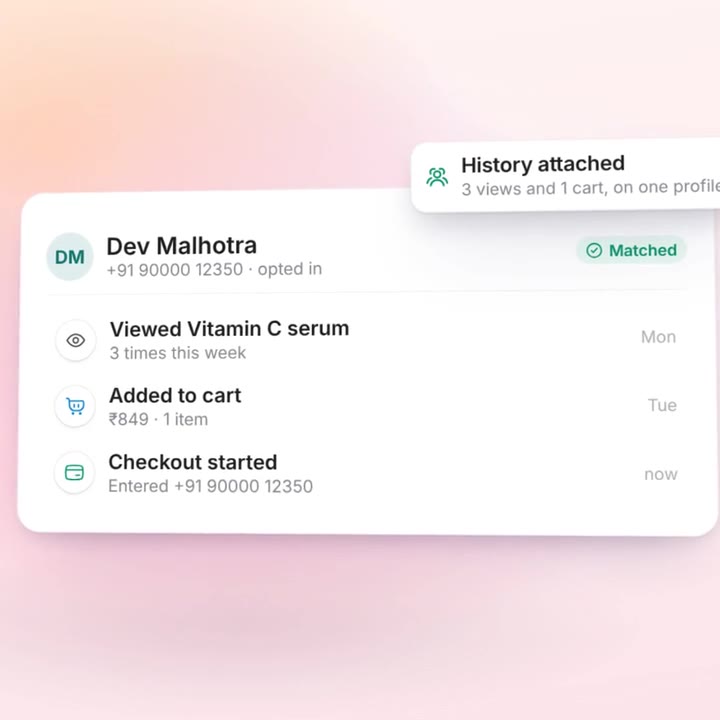 History attached
3 views and 1 cart, on one profile
DM
Dev Malhotra
+91 90000 12350 · opted in
Matched
Viewed Vitamin C serum
3 times this week
Mon
Added to cart
₹849 · 1 item
Tue
Checkout started
Entered +91 90000 12350
now